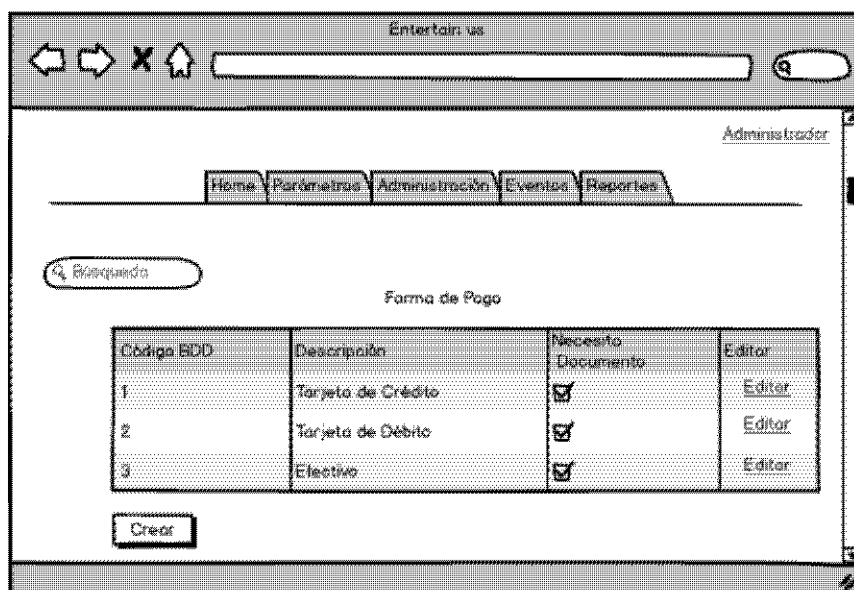 Entertain us
Administrador
Home Parámetros Administración Eventos Reportes
Búsqueda
Forma de Pago
Código BDD Descripción Necesita Documento Editar
1 Tarjeta de Crédito Editar
2 Tarjeta de Débito Editar
3 Efectivo Editar
Crear